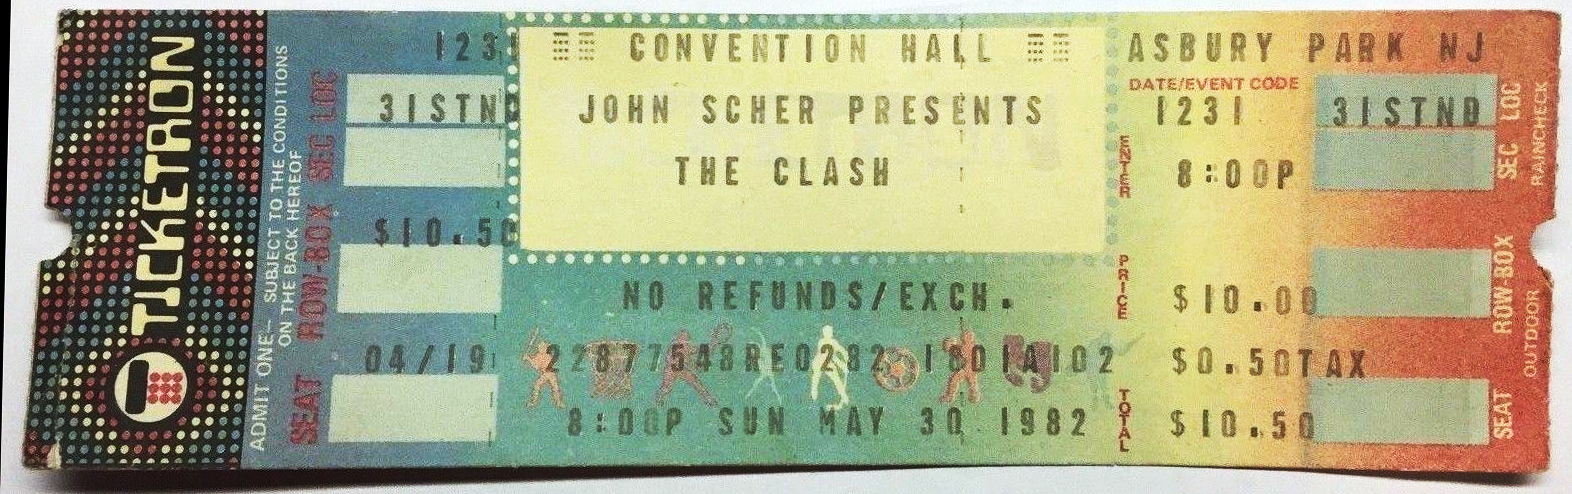 TICKETRON
ADMIT ONE - SUBJECT TO THE CONDITIONS
ON THE BACK HEREOF
SEC LOC
ROW-BOX
SEAT
1231
31STND
$10.50
04/19
CONVENTION HALL
JOHN SCHER PRESENTS
THE CLASH
NO REFUNDS/EXCH.
22877548RE0282 1801A102
8:00P SUN MAY 30 1982
ASBURY PARK NJ
DATE/EVENT CODE
1231 31STND
ENTER
8:00P
PRICE
$10.00
$0.50TAX
TOTAL
$10.50
SEC LOC
ROW-BOX
SEAT
RAINCHECK
OUTDOOR